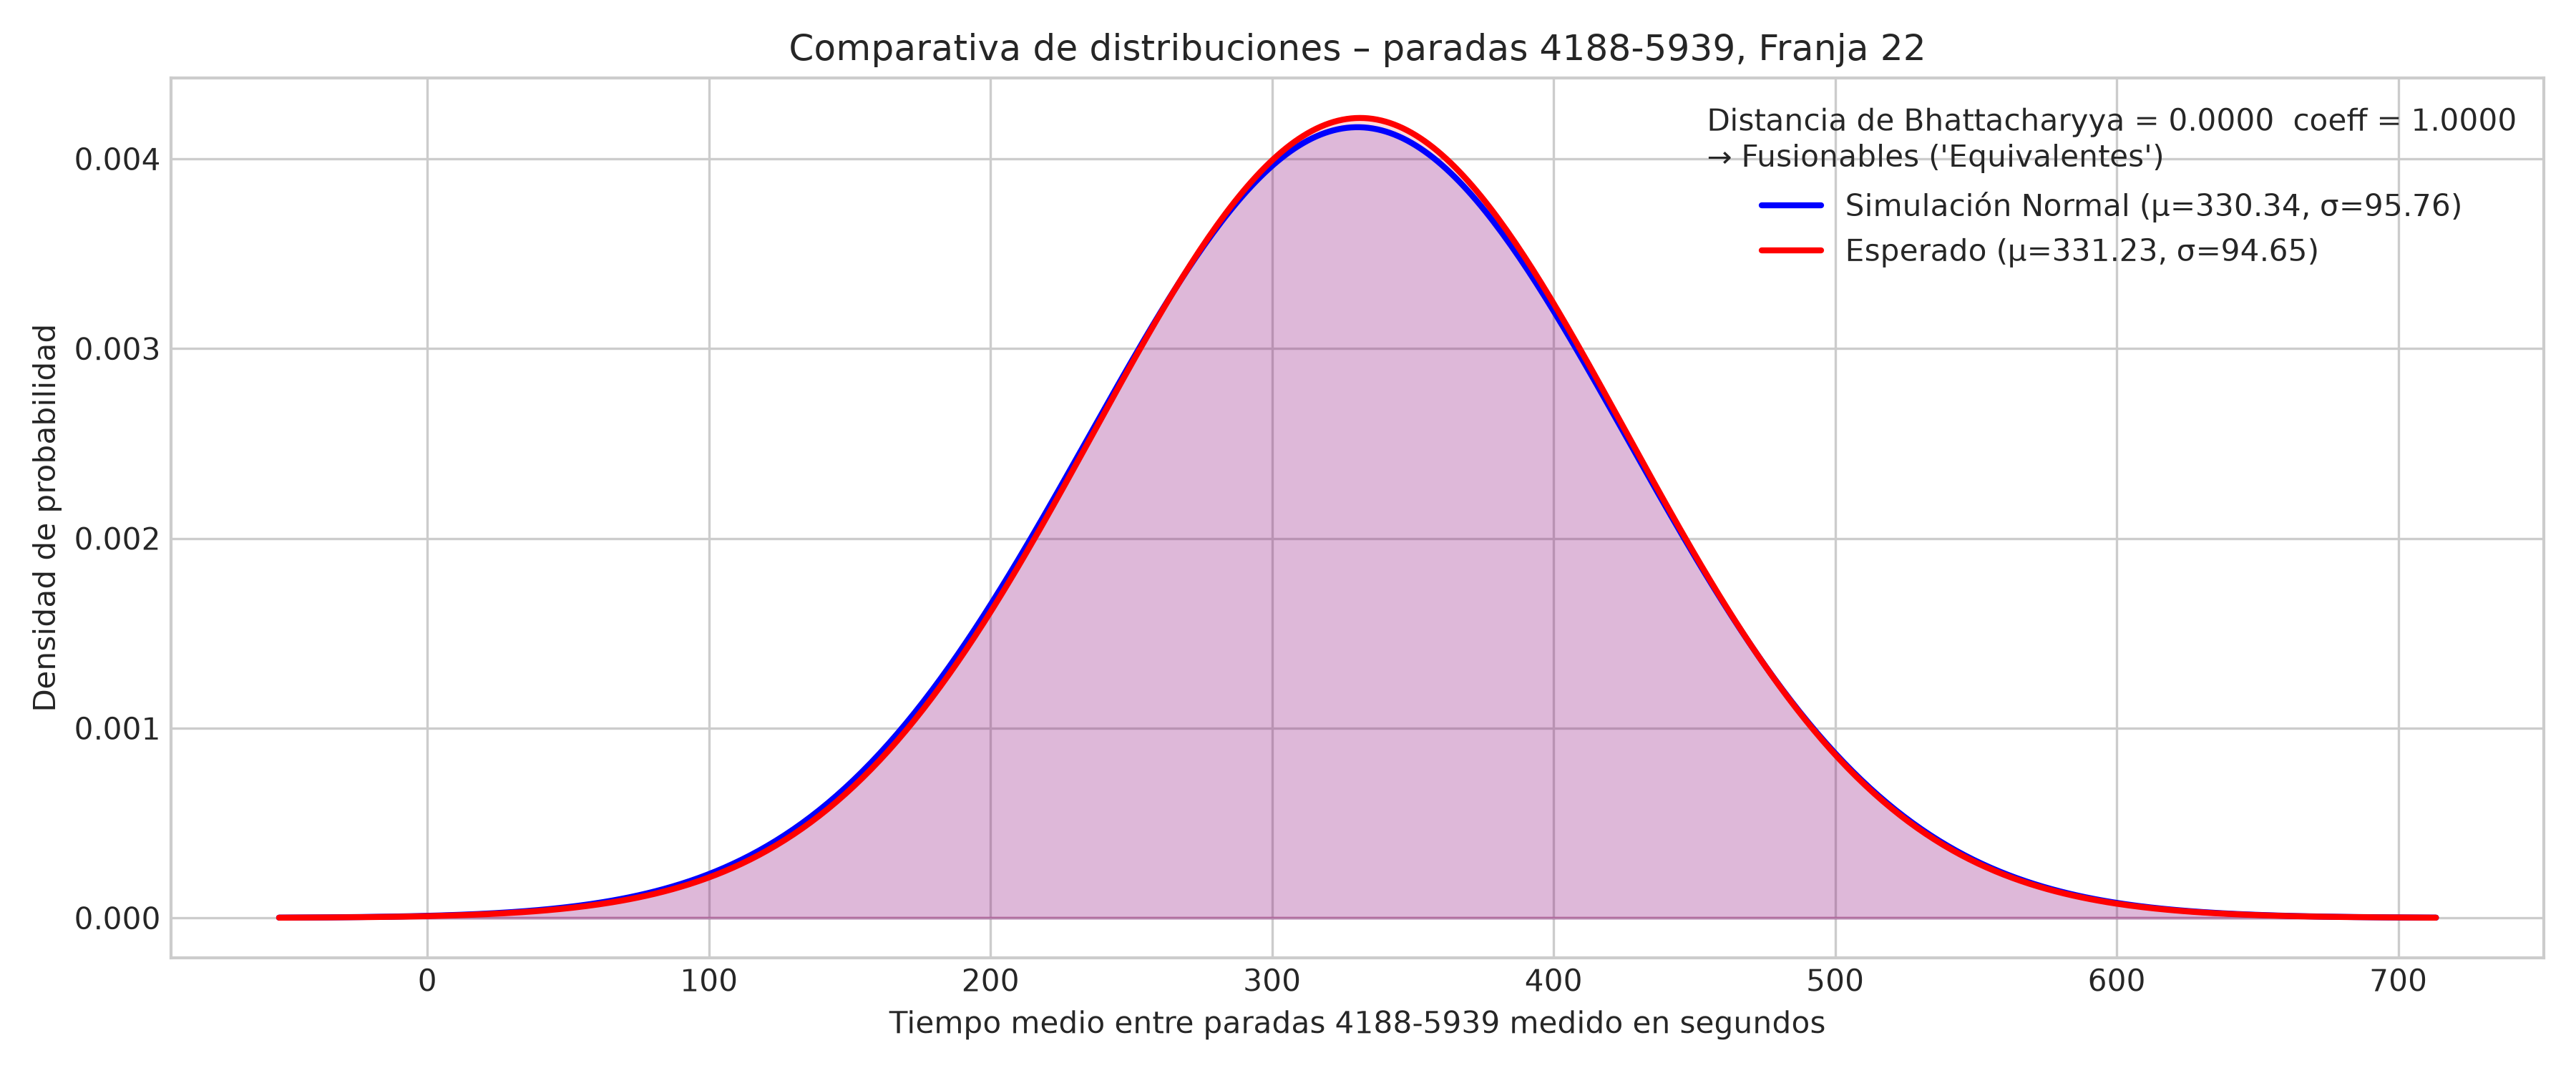 Comparativa de distribuciones – paradas 4188-5939, Franja 22
Distancia de Bhattacharyya = 0.0000  coeff = 1.0000
→ Fusionables ('Equivalentes')
Simulación Normal (μ=330.34, σ=95.76)
Esperado (μ=331.23, σ=94.65)
Densidad de probabilidad
0.004
0.003
0.002
0.001
0.000
0 100 200 300 400 500 600 700
Tiempo medio entre paradas 4188-5939 medido en segundos